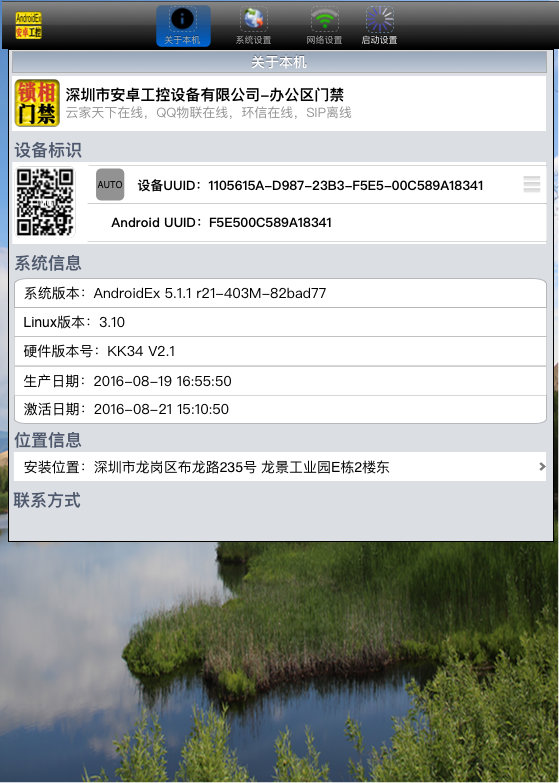 AndroidEx
安卓工控
关于本机
系统设置
网络设置
启动设置
关于本机
锁相
门禁
深圳市安卓工控设备有限公司-办公区门禁
云家天下在线，QQ物联在线，环信在线，SIP离线
设备标识
AUTO
设备UUID：1105615A-D987-23B3-F5E5-00C589A18341
Android UUID：F5E500C589A18341
系统信息
系统版本：AndroidEx 5.1.1 r21-403M-82bad77
Linux版本：3.10
硬件版本号：KK34 V2.1
生产日期：2016-08-19 16:55:50
激活日期：2016-08-21 15:10:50
位置信息
安装位置：深圳市龙岗区布龙路235号 龙景工业园E栋2楼东
联系方式